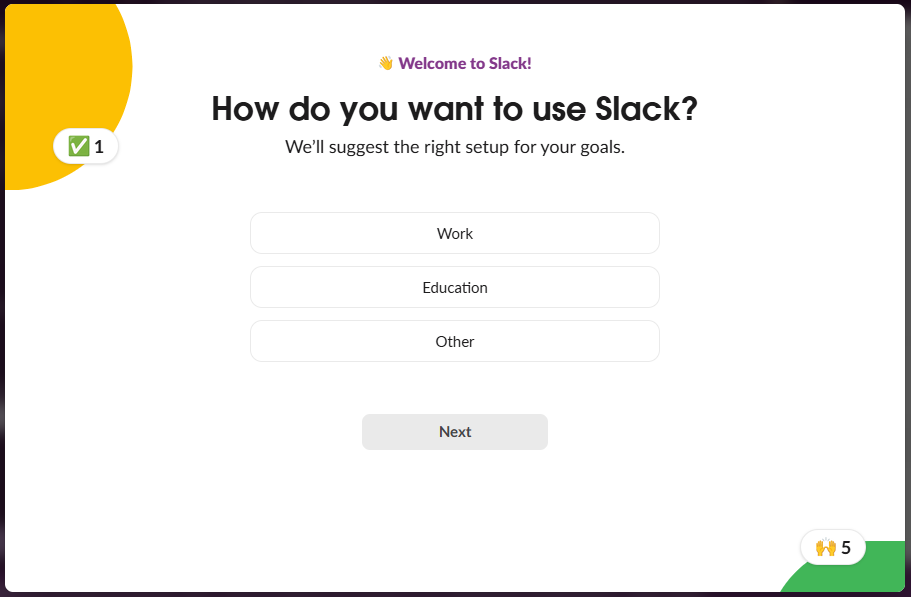 👋 Welcome to Slack!
How do you want to use Slack?
We’ll suggest the right setup for your goals.
✅ 1
Work
Education
Other
Next
🙌 5